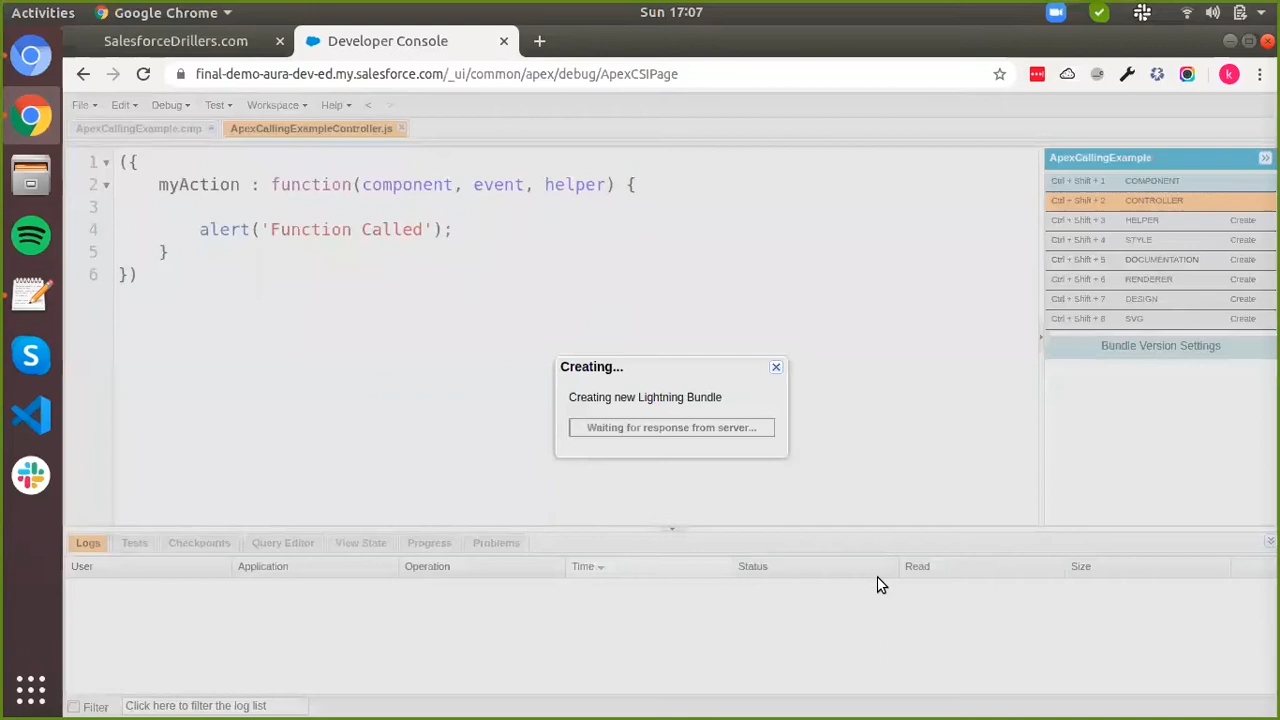 Activities Google Chrome Sun 17:07
SalesforceDrillers.com Developer Console
final-demo-aura-dev-ed.my.salesforce.com/_ui/common/apex/debug/ApexCSIPage k
File Edit Debug Test Workspace Help < >
ApexCallingExample.cmp ApexCallingExampleController.js
1 ({
2 myAction : function(component, event, helper) {
3
4 alert('Function Called');
5 }
6 })
ApexCallingExample
Ctrl + Shift + 1 COMPONENT
Ctrl + Shift + 2 CONTROLLER
Ctrl + Shift + 3 HELPER Create
Ctrl + Shift + 4 STYLE Create
Ctrl + Shift + 5 DOCUMENTATION Create
Ctrl + Shift + 6 RENDERER Create
Ctrl + Shift + 7 DESIGN Create
Ctrl + Shift + 8 SVG Create
Bundle Version Settings
Creating...
Creating new Lightning Bundle
Waiting for response from server...
Logs Tests Checkpoints Query Editor View State Progress Problems
User Application Operation Time Status Read Size
Filter Click here to filter the log list